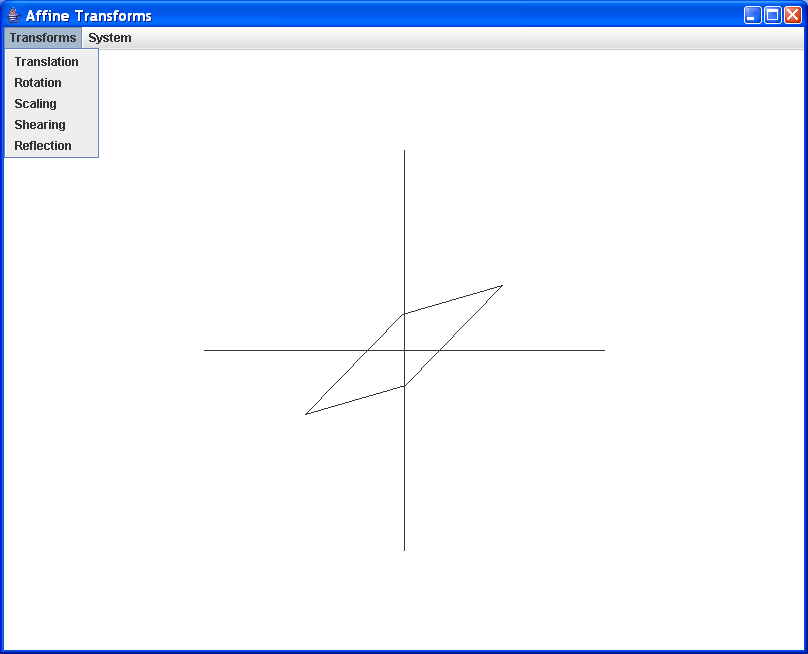 Affine Transforms
Transforms System
Translation
Rotation
Scaling
Shearing
Reflection